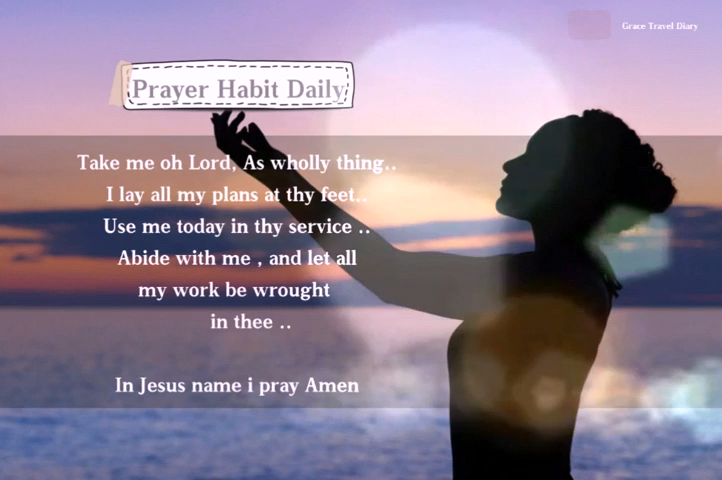 Grace Travel Diary
Prayer Habit Daily
Take me oh Lord, As wholly thing..
I lay all my plans at thy feet..
Use me today in thy service ..
Abide with me , and let all
my work be wrought
in thee ..
In Jesus name i pray Amen